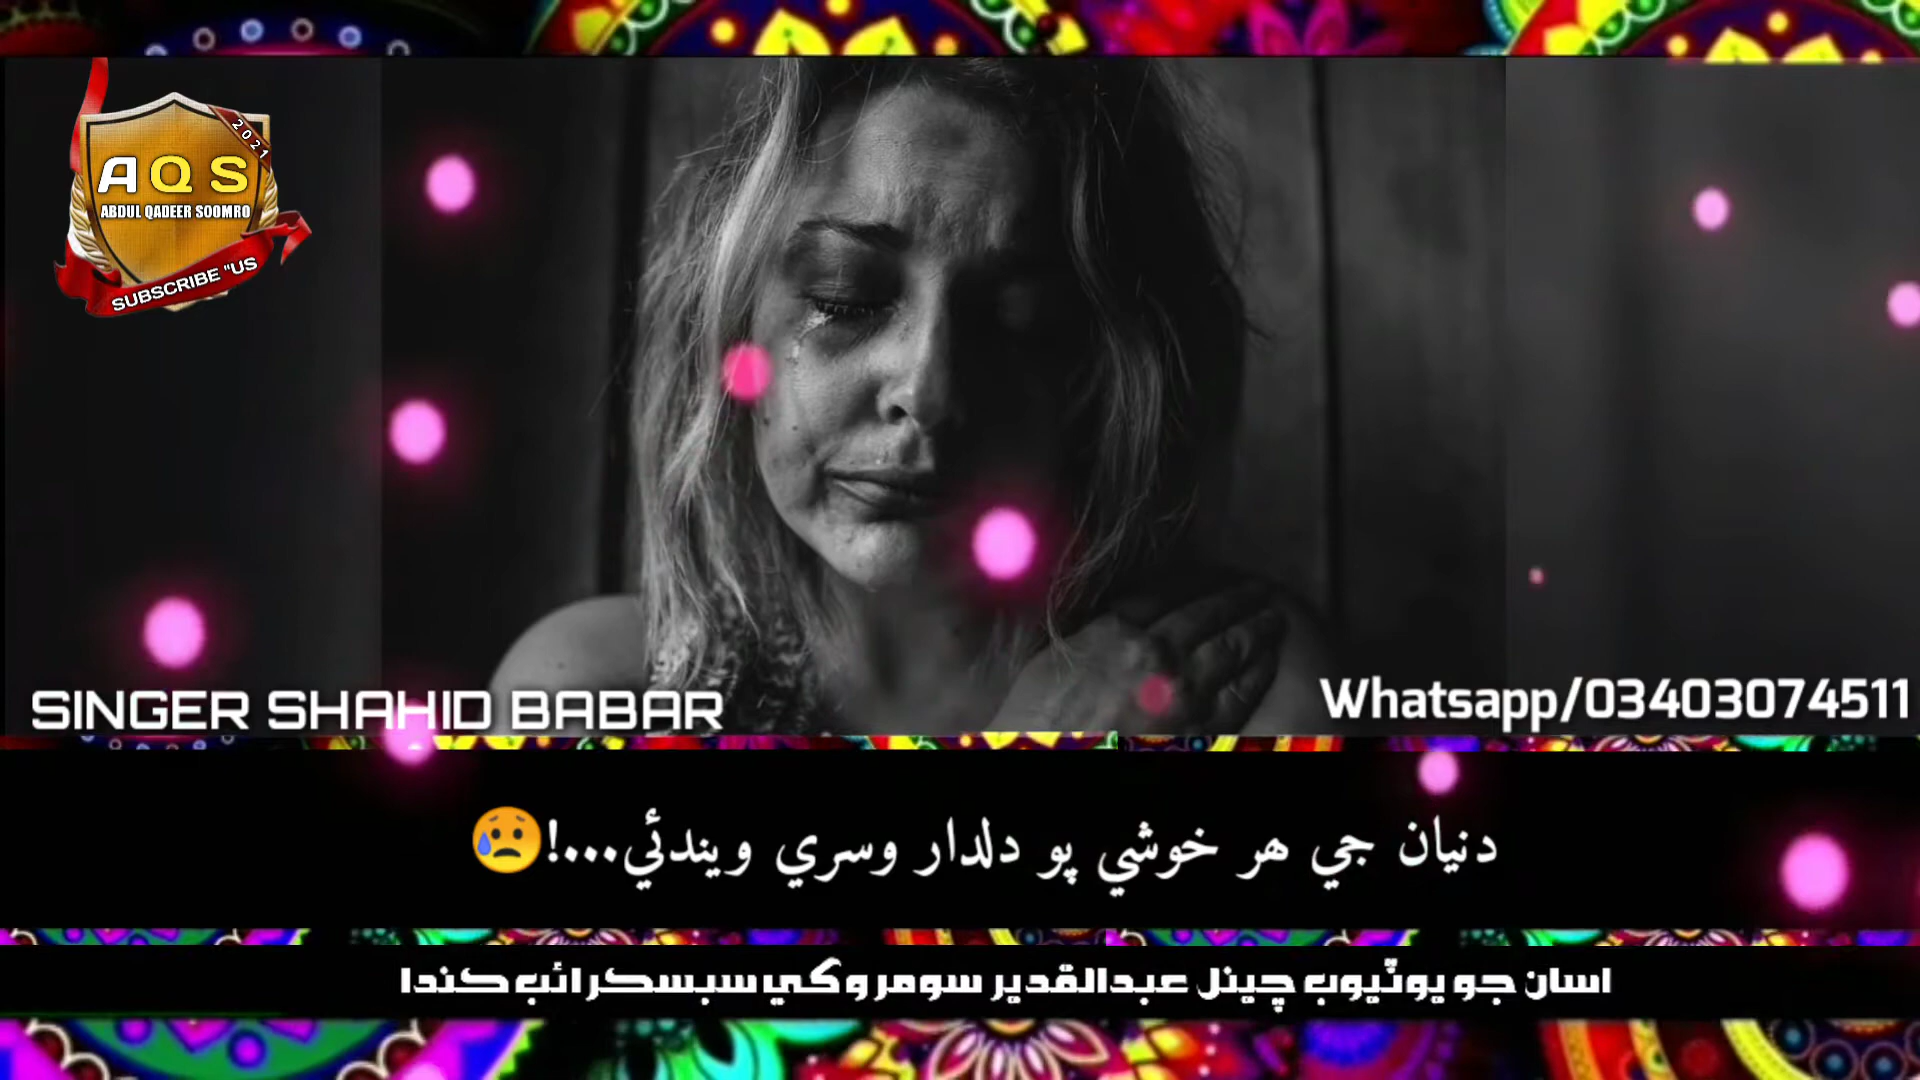 2021
AQS
ABDUL QADEER SOOMRO
SUBSCRIBE "US
SINGER SHAHID BABAR
Whatsapp/03403074511
دنيان جي هر خوشي پو دلدار وسري ويندئي...!😥
اسان جو يوٽيوب چينل عبدالقدير سومرو کي سبسڪرائب ڪندا